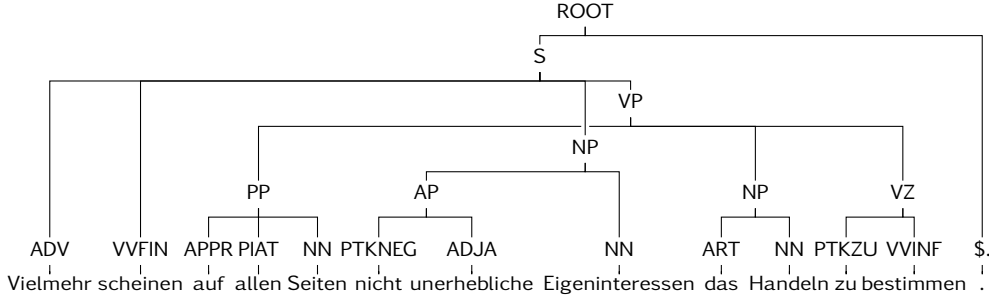 ROOT
S
VP
NP
PP AP NP VZ
ADV VVFIN APPR PIAT NN PTKNEG ADJA NN ART NN PTKZU VVINF $.
Vielmehr scheinen auf allen Seiten nicht unerhebliche Eigeninteressen das Handeln zu bestimmen .